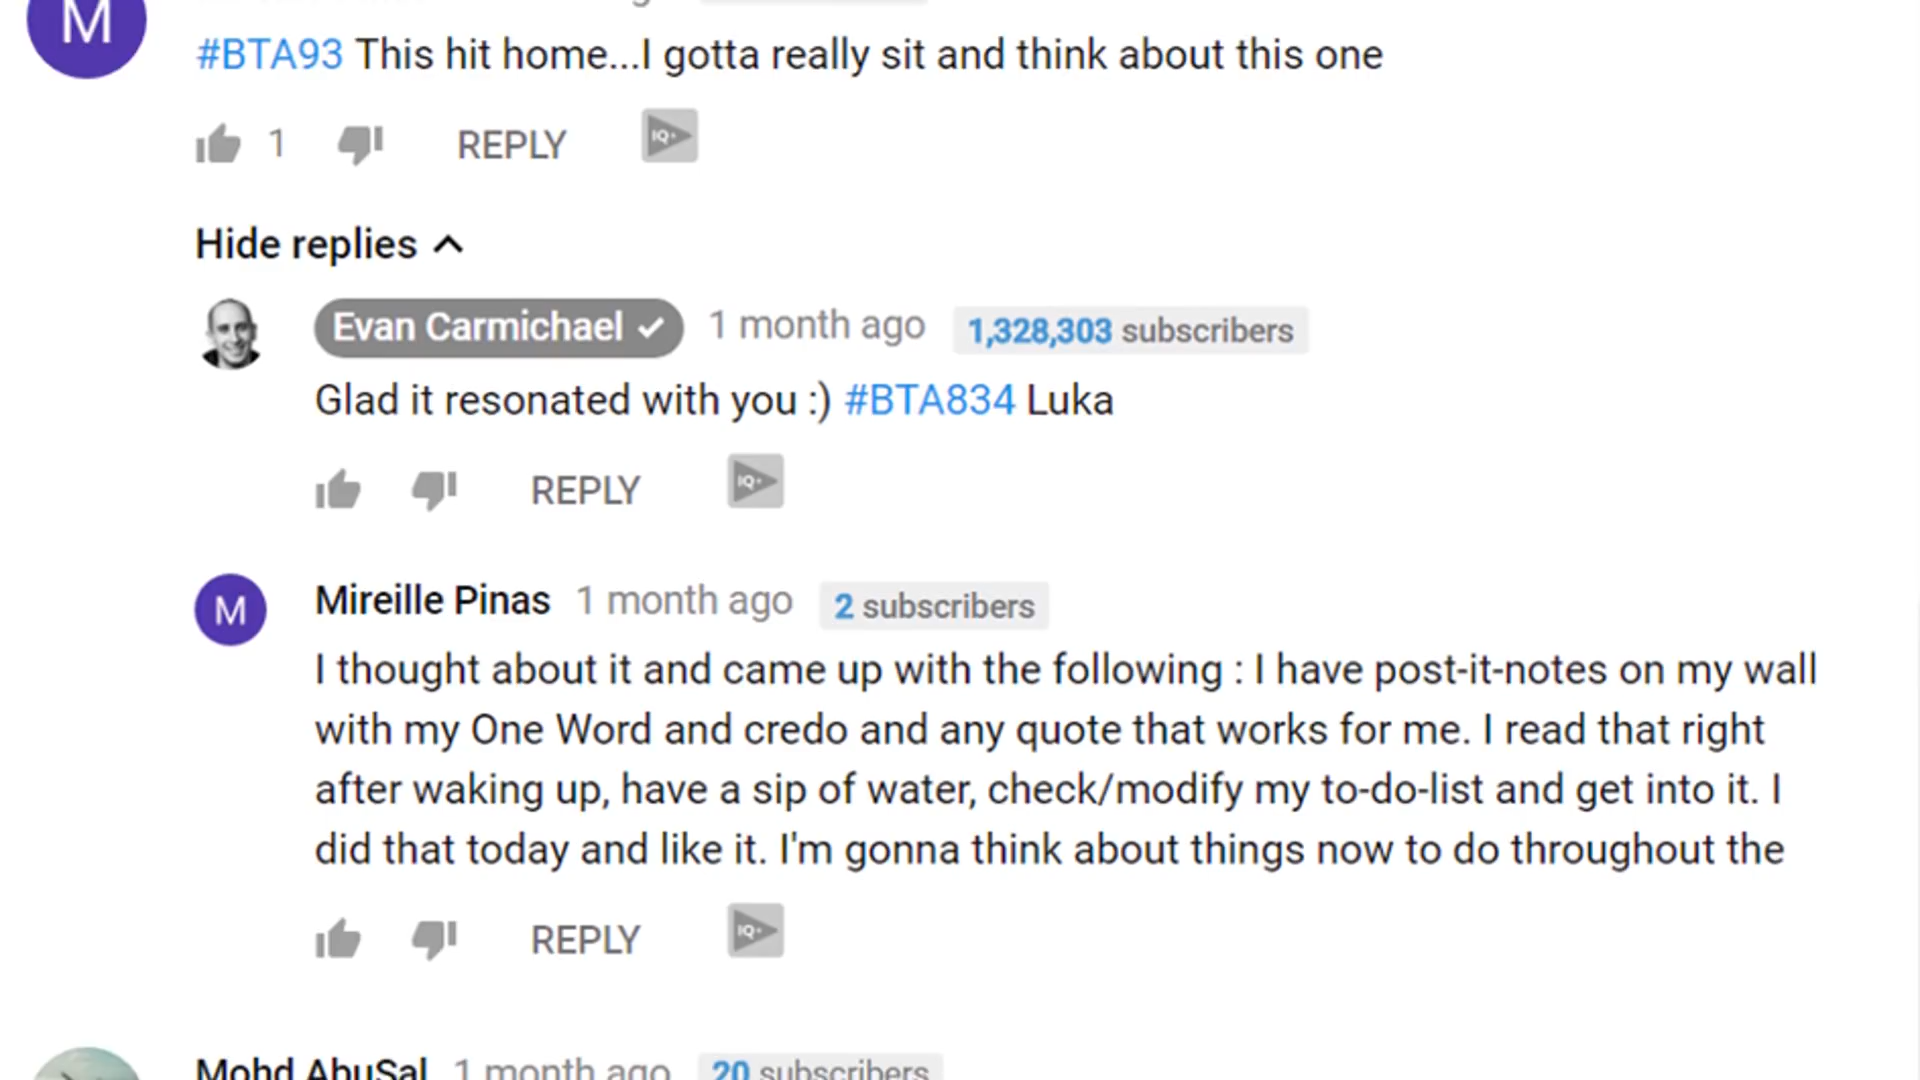 M
#BTA93 This hit home...I gotta really sit and think about this one
1 REPLY IQ+
Hide replies
Evan Carmichael 1 month ago 1,328,303 subscribers
Glad it resonated with you :) #BTA834 Luka
REPLY IQ+
M Mireille Pinas 1 month ago 2 subscribers
I thought about it and came up with the following : I have post-it-notes on my wall
with my One Word and credo and any quote that works for me. I read that right
after waking up, have a sip of water, check/modify my to-do-list and get into it. I
did that today and like it. I'm gonna think about things now to do throughout the
REPLY IQ+
Mohd AbuSal 1 month ago 20 subscribers